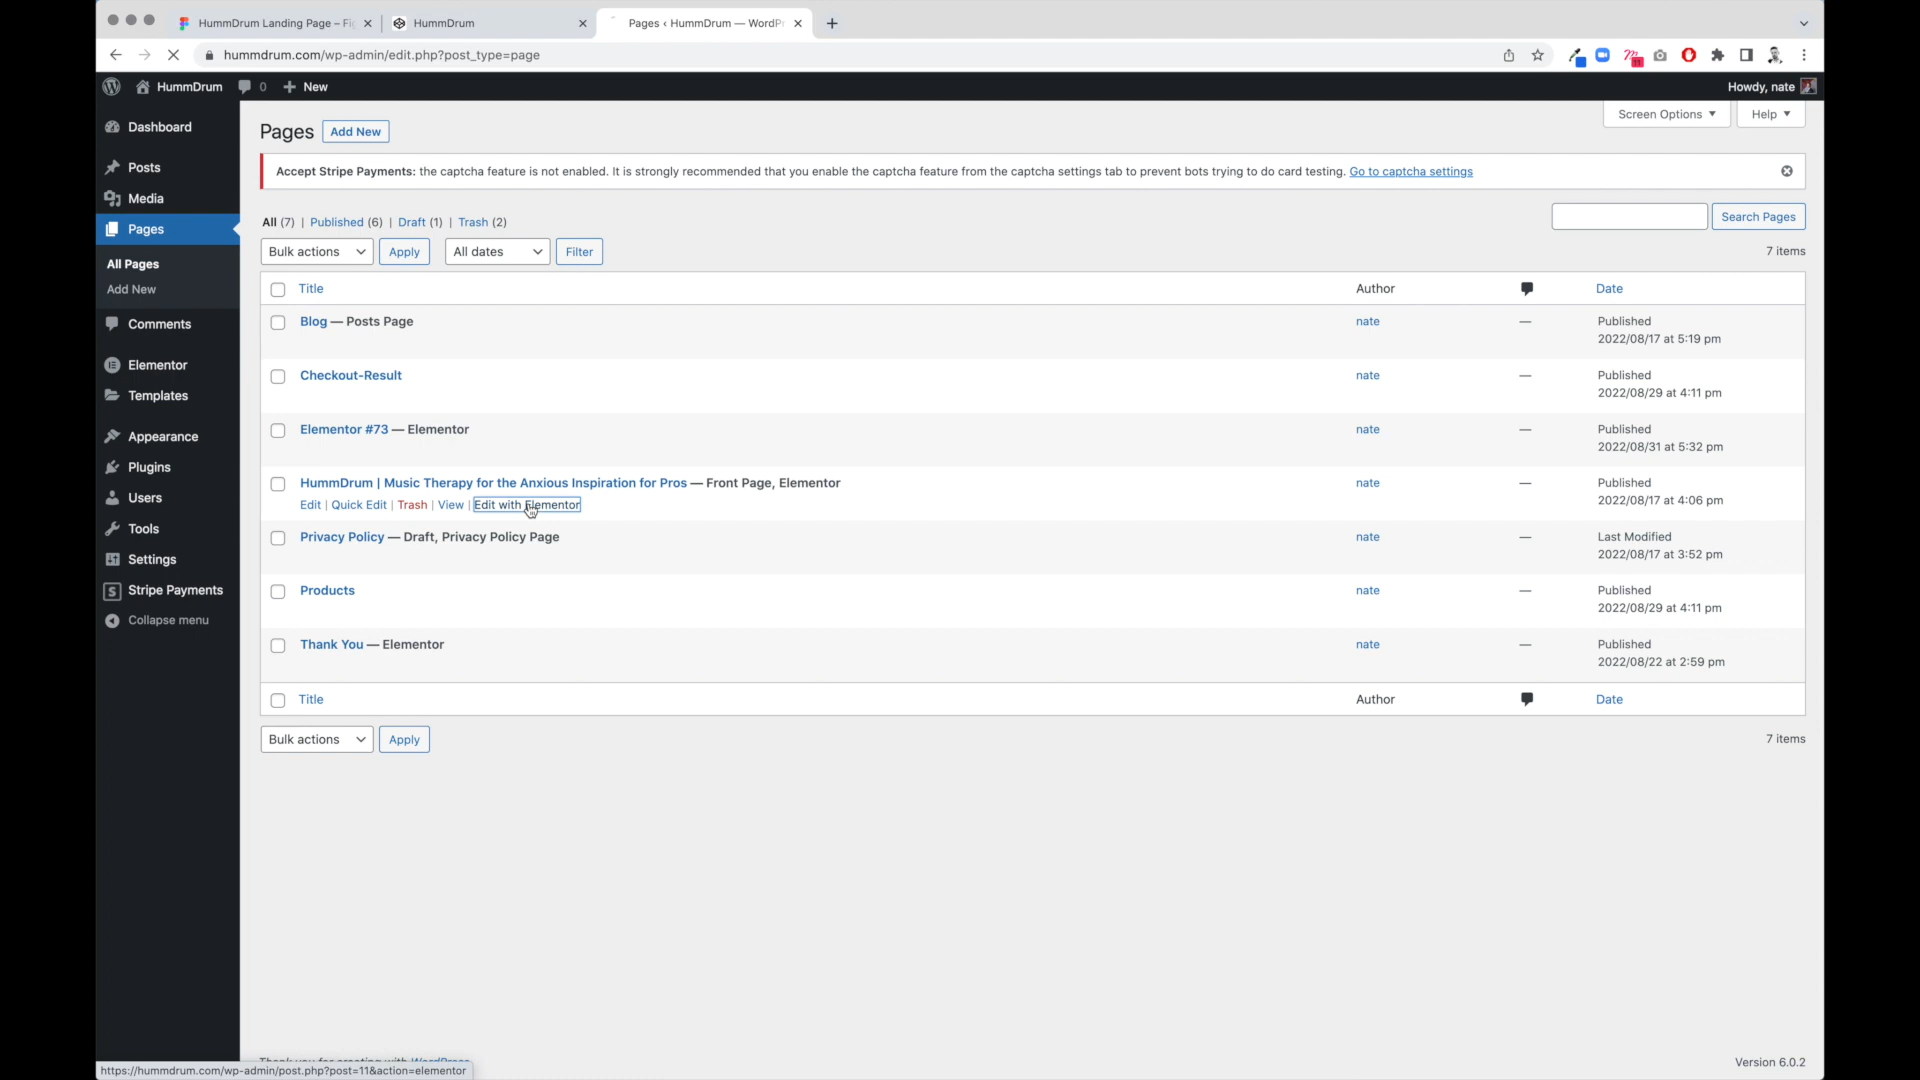 HummDrum Landing Page – Fi
HummDrum
Pages ‹ HummDrum — WordPr
hummdrum.com/wp-admin/edit.php?post_type=page
11
HummDrum
0
New
Howdy, nate
Dashboard
Posts
Media
Pages
All Pages
Add New
Comments
Elementor
Templates
Appearance
Plugins
Users
Tools
Settings
Stripe Payments
Collapse menu
Screen Options
Help
Pages
Add New
Accept Stripe Payments: the captcha feature is not enabled. It is strongly recommended that you enable the captcha feature from the captcha settings tab to prevent bots trying to do card testing. Go to captcha settings
All (7) | Published (6) | Draft (1) | Trash (2)
Search Pages
Bulk actions
Apply
All dates
Filter
7 items
Title
Author
Date
Blog — Posts Page
nate
—
Published
2022/08/17 at 5:19 pm
Checkout-Result
nate
—
Published
2022/08/29 at 4:11 pm
Elementor #73 — Elementor
nate
—
Published
2022/08/31 at 5:32 pm
HummDrum | Music Therapy for the Anxious Inspiration for Pros — Front Page, Elementor
nate
—
Published
2022/08/17 at 4:06 pm
Edit | Quick Edit | Trash | View | Edit with Elementor
Privacy Policy — Draft, Privacy Policy Page
nate
—
Last Modified
2022/08/17 at 3:52 pm
Products
nate
—
Published
2022/08/29 at 4:11 pm
Thank You — Elementor
nate
—
Published
2022/08/22 at 2:59 pm
Title
Author
Date
Bulk actions
Apply
7 items
Thank you for creating with WordPress
Version 6.0.2
https://hummdrum.com/wp-admin/post.php?post=11&action=elementor